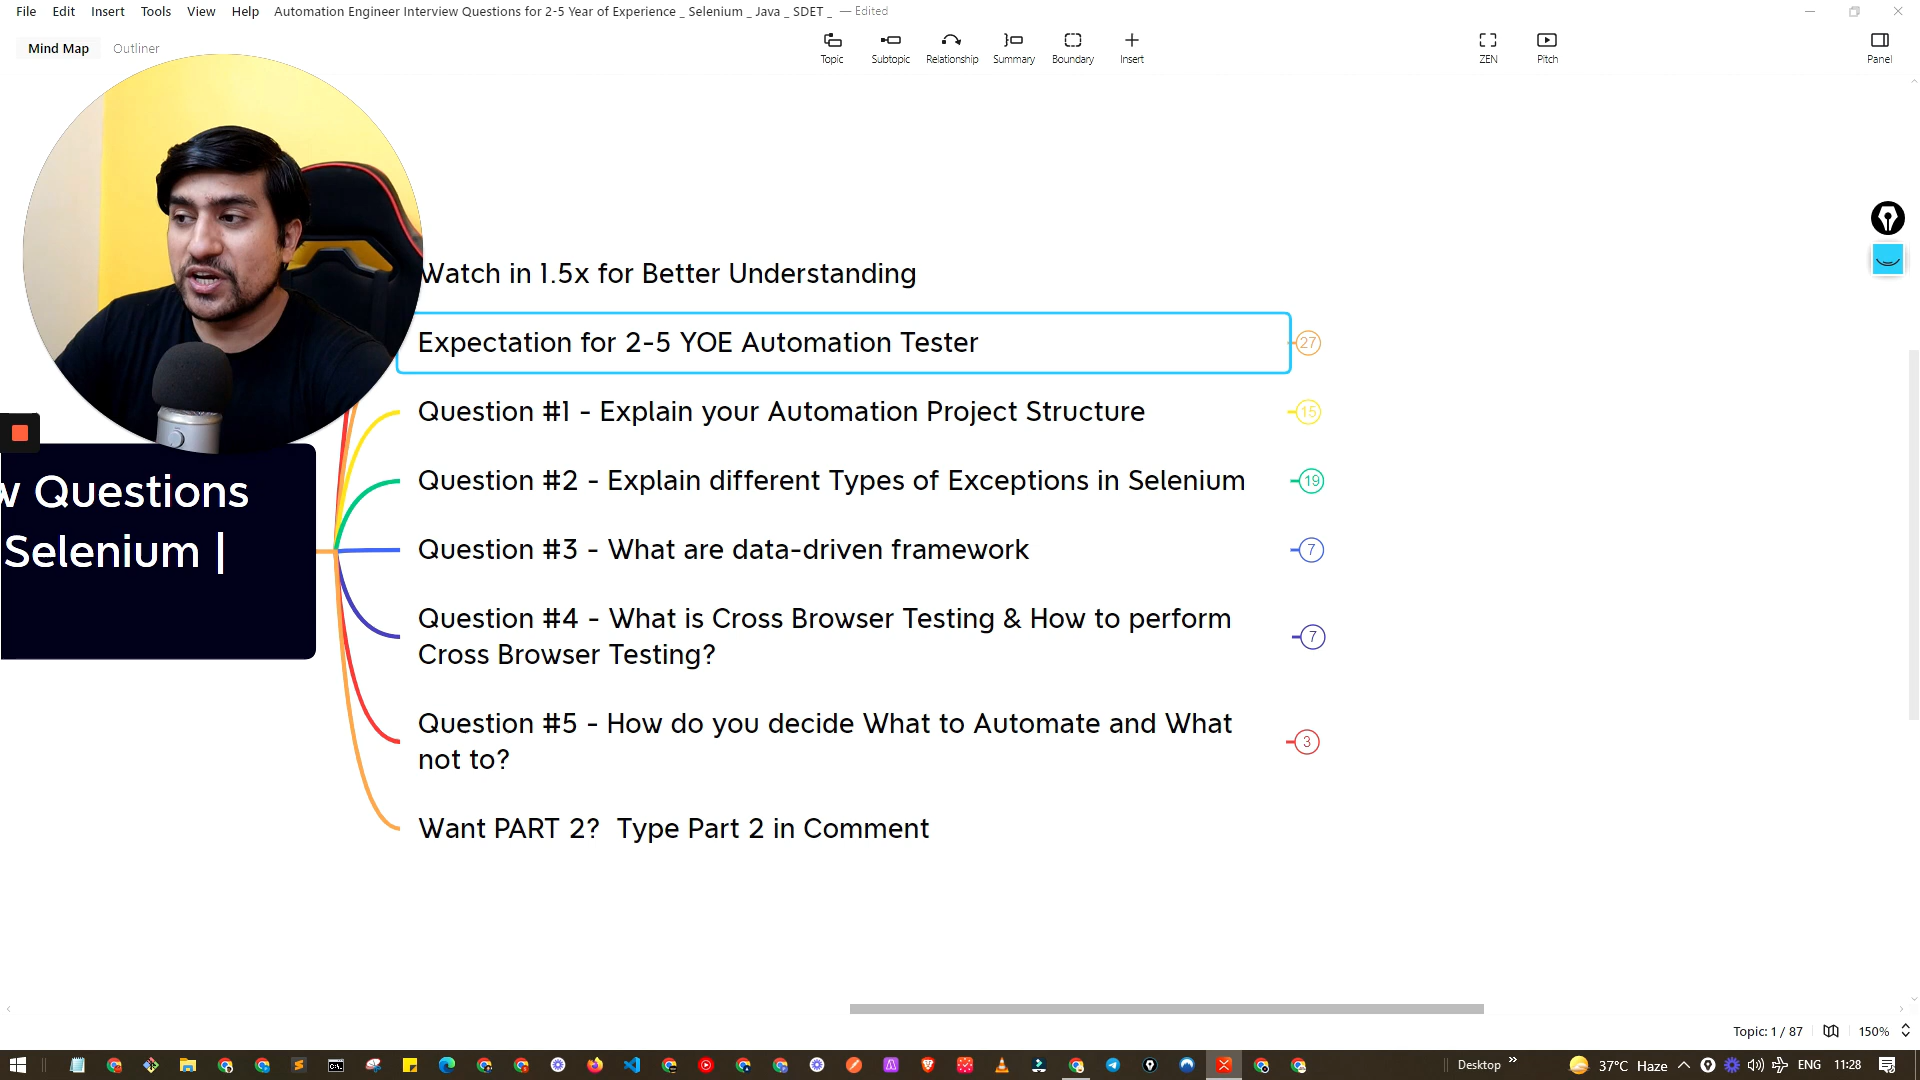 File Edit Insert Tools View Help Automation Engineer Interview Questions for 2-5 Year of Experience _ Selenium _ Java _ SDET _ — Edited
Mind Map Outliner
Topic Subtopic Relationship Summary Boundary Insert ZEN Pitch Panel
Watch in 1.5x for Better Understanding
Expectation for 2-5 YOE Automation Tester 27
Question #1 - Explain your Automation Project Structure 15
w Questions
Selenium |
Question #2 - Explain different Types of Exceptions in Selenium 19
Question #3 - What are data-driven framework 7
Question #4 - What is Cross Browser Testing & How to perform
Cross Browser Testing? 7
Question #5 - How do you decide What to Automate and What
not to? 3
Want PART 2?  Type Part 2 in Comment
Topic: 1 / 87 150%
Desktop 37°C Haze ENG 11:28